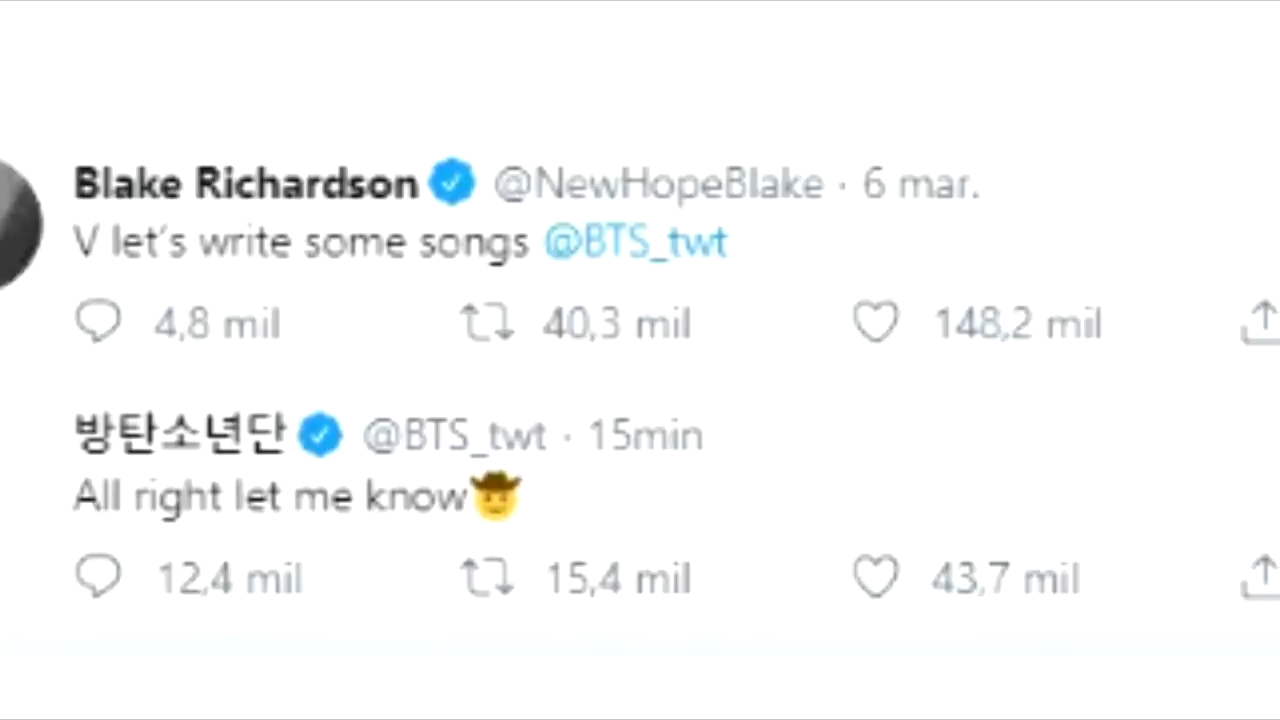 Blake Richardson @NewHopeBlake · 6 mar.
V let's write some songs @BTS_twt
4,8 mil 40,3 mil 148,2 mil
방탄소년단 @BTS_twt · 15min
All right let me know🤠
12,4 mil 15,4 mil 43,7 mil